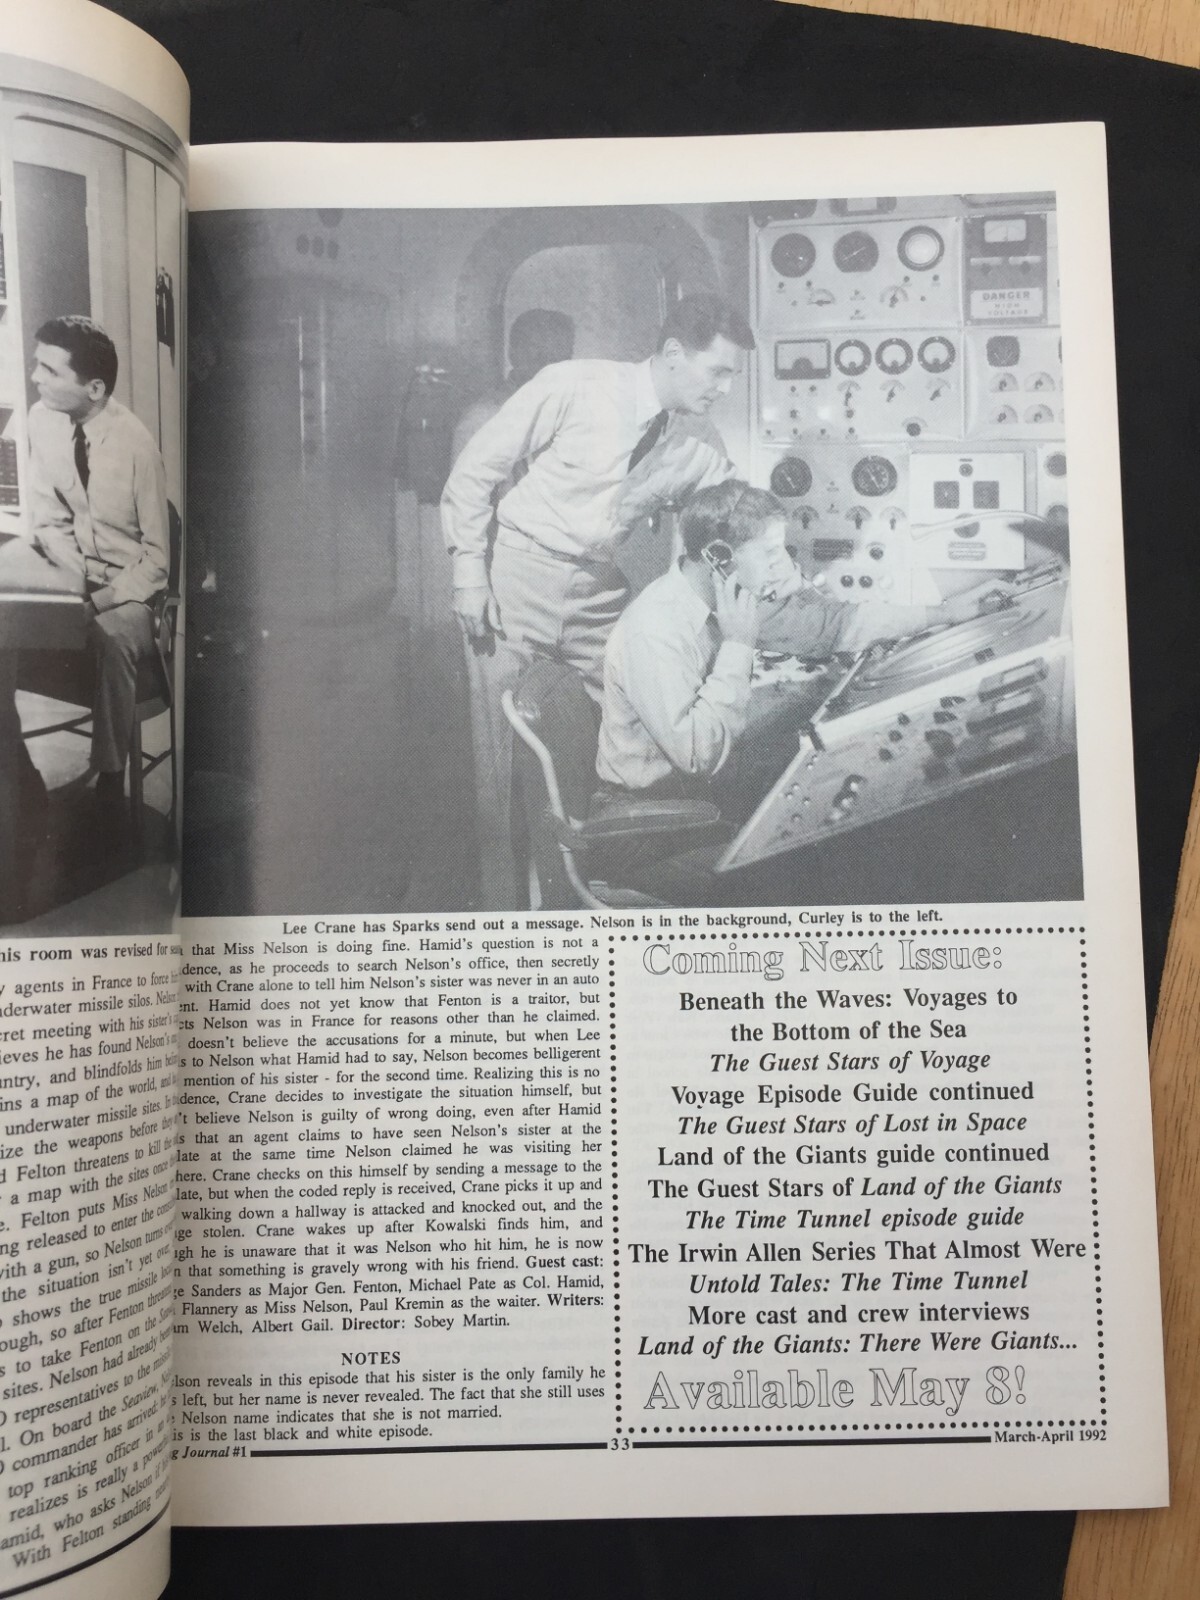 DANGER
HIGH
VOLTAGE
Lee Crane has Sparks send out a message. Nelson is in the background, Curley is to the left.
his room was revised for
y agents in France to force
nderwater missile silos. Nelson
cret meeting with his sister's
ieves he has found Nelson's
untry, and blindfolds him
ins a map of the world, and
underwater missile sites. In
ize the weapons before they
d Felton threatens to kill the
a map with the sites once
e. Felton puts Miss Nelson
ng released to enter the
with a gun, so Nelson turns
the situation isn't yet over,
o shows the true missile
ough, so after Fenton
s to take Fenton on the
sites. Nelson had already
O representatives to the
l. On board the Seaview,
O commander has arrived:
top ranking officer in
realizes is really a
amid, who asks Nelson if
With Felton standing
that Miss Nelson is doing fine. Hamid's question is not a
dence, as he proceeds to search Nelson's office, then secretly
with Crane alone to tell him Nelson's sister was never in an auto
ent. Hamid does not yet know that Fenton is a traitor, but
cts Nelson was in France for reasons other than he claimed.
doesn't believe the accusations for a minute, but when Lee
s to Nelson what Hamid had to say, Nelson becomes belligerent
mention of his sister - for the second time. Realizing this is no
dence, Crane decides to investigate the situation himself, but
't believe Nelson is guilty of wrong doing, even after Hamid
s that an agent claims to have seen Nelson's sister at the
late at the same time Nelson claimed he was visiting her
here. Crane checks on this himself by sending a message to the
late, but when the coded reply is received, Crane picks it up and
walking down a hallway is attacked and knocked out, and the
ge stolen. Crane wakes up after Kowalski finds him, and
gh he is unaware that it was Nelson who hit him, he is now
n that something is gravely wrong with his friend. Guest cast:
ge Sanders as Major Gen. Fenton, Michael Pate as Col. Hamid,
Flannery as Miss Nelson, Paul Kremin as the waiter. Writers:
am Welch, Albert Gail. Director: Sobey Martin.
NOTES
elson reveals in this episode that his sister is the only family he
s left, but her name is never revealed. The fact that she still uses
Nelson name indicates that she is not married.
is is the last black and white episode.
Coming Next Issue:
Beneath the Waves: Voyages to
the Bottom of the Sea
The Guest Stars of Voyage
Voyage Episode Guide continued
The Guest Stars of Lost in Space
Land of the Giants guide continued
The Guest Stars of Land of the Giants
The Time Tunnel episode guide
The Irwin Allen Series That Almost Were
Untold Tales: The Time Tunnel
More cast and crew interviews
Land of the Giants: There Were Giants...
Available May 8!
g Journal #1
33
March-April 1992